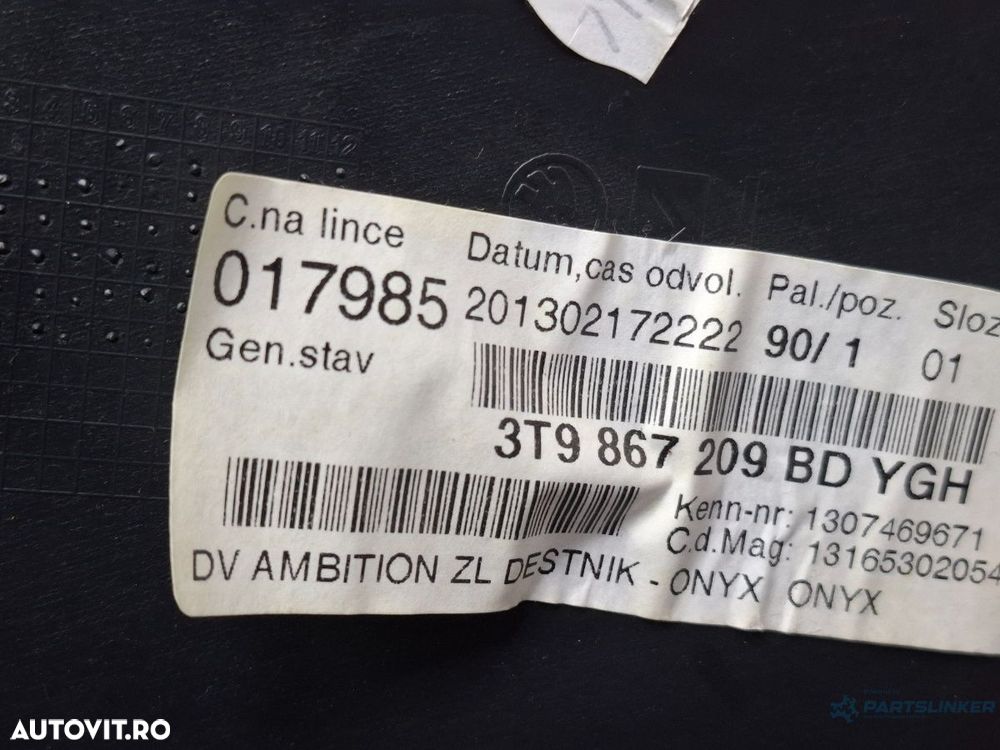 C.na lince Datum,cas odvol. Pal./poz. Sloz
017985 201302172222 90/ 1 01
Gen.stav
3T9 867 209 BD YGH
Kenn-nr: 1307469671
C.d.Mag: 13165302054
DV AMBITION ZL DESTNIK - ONYX ONYX
AUTOVIT.RO
PARTSLINKER